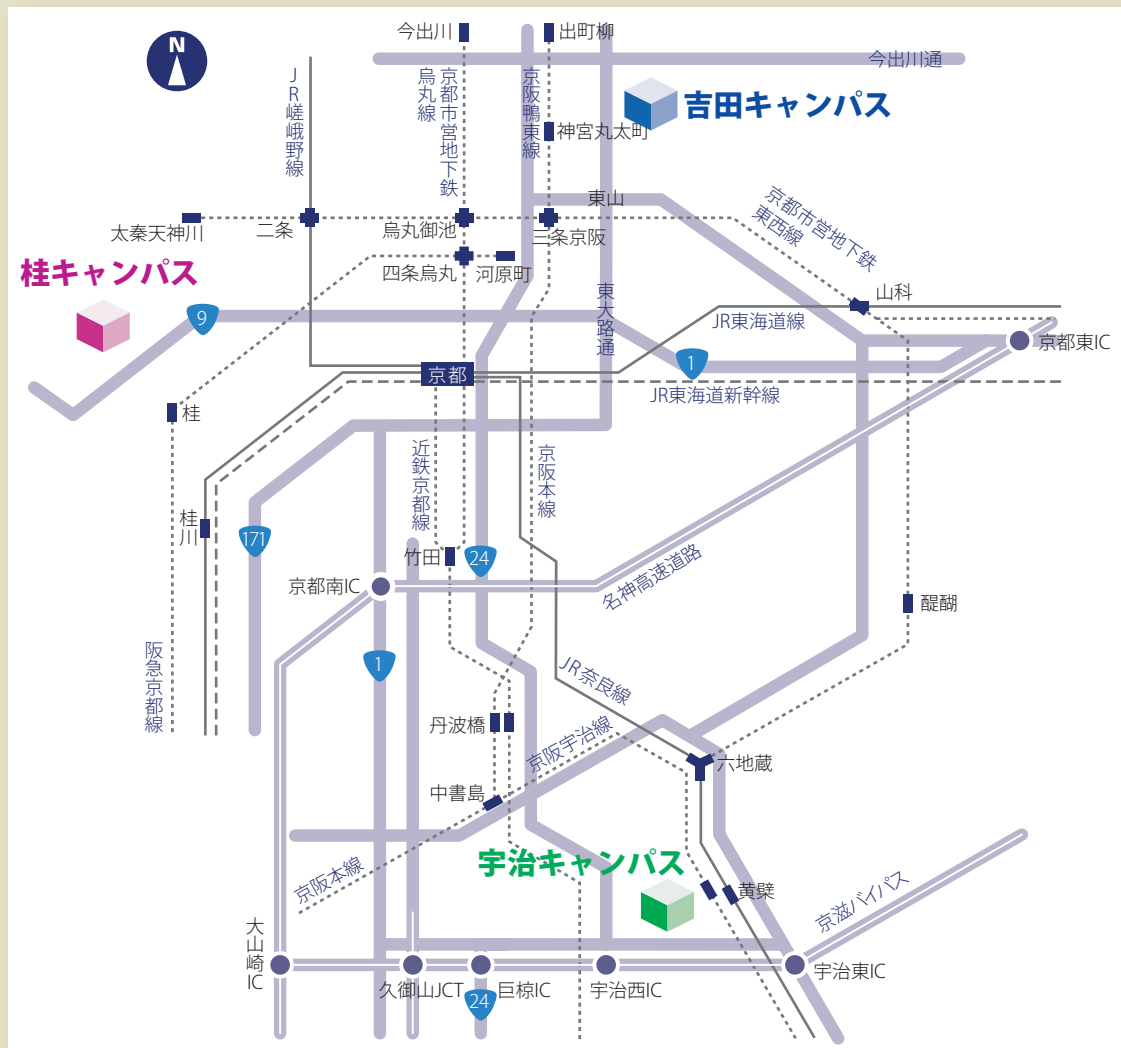 今出川
出町柳
N
今出川通
JR嵯峨野線
京都市営地下鉄
烏丸線
京阪鴨東線
吉田キャンパス
神宮丸太町
東山
京都市営地下鉄
東西線
太秦天神川
二条
烏丸御池
三条京阪
桂キャンパス
四条烏丸
河原町
山科
9
東大路通
JR東海道線
京都東IC
1
京都
JR東海道新幹線
桂
近鉄京都線
京阪本線
桂川
171
竹田
24
京都南IC
名神高速道路
醍醐
阪急京都線
1
JR奈良線
丹波橋
京阪宇治線
六地蔵
中書島
宇治キャンパス
京阪本線
黄檗
京滋バイパス
大山崎IC
久御山JCT
巨椋IC
宇治西IC
宇治東IC
24